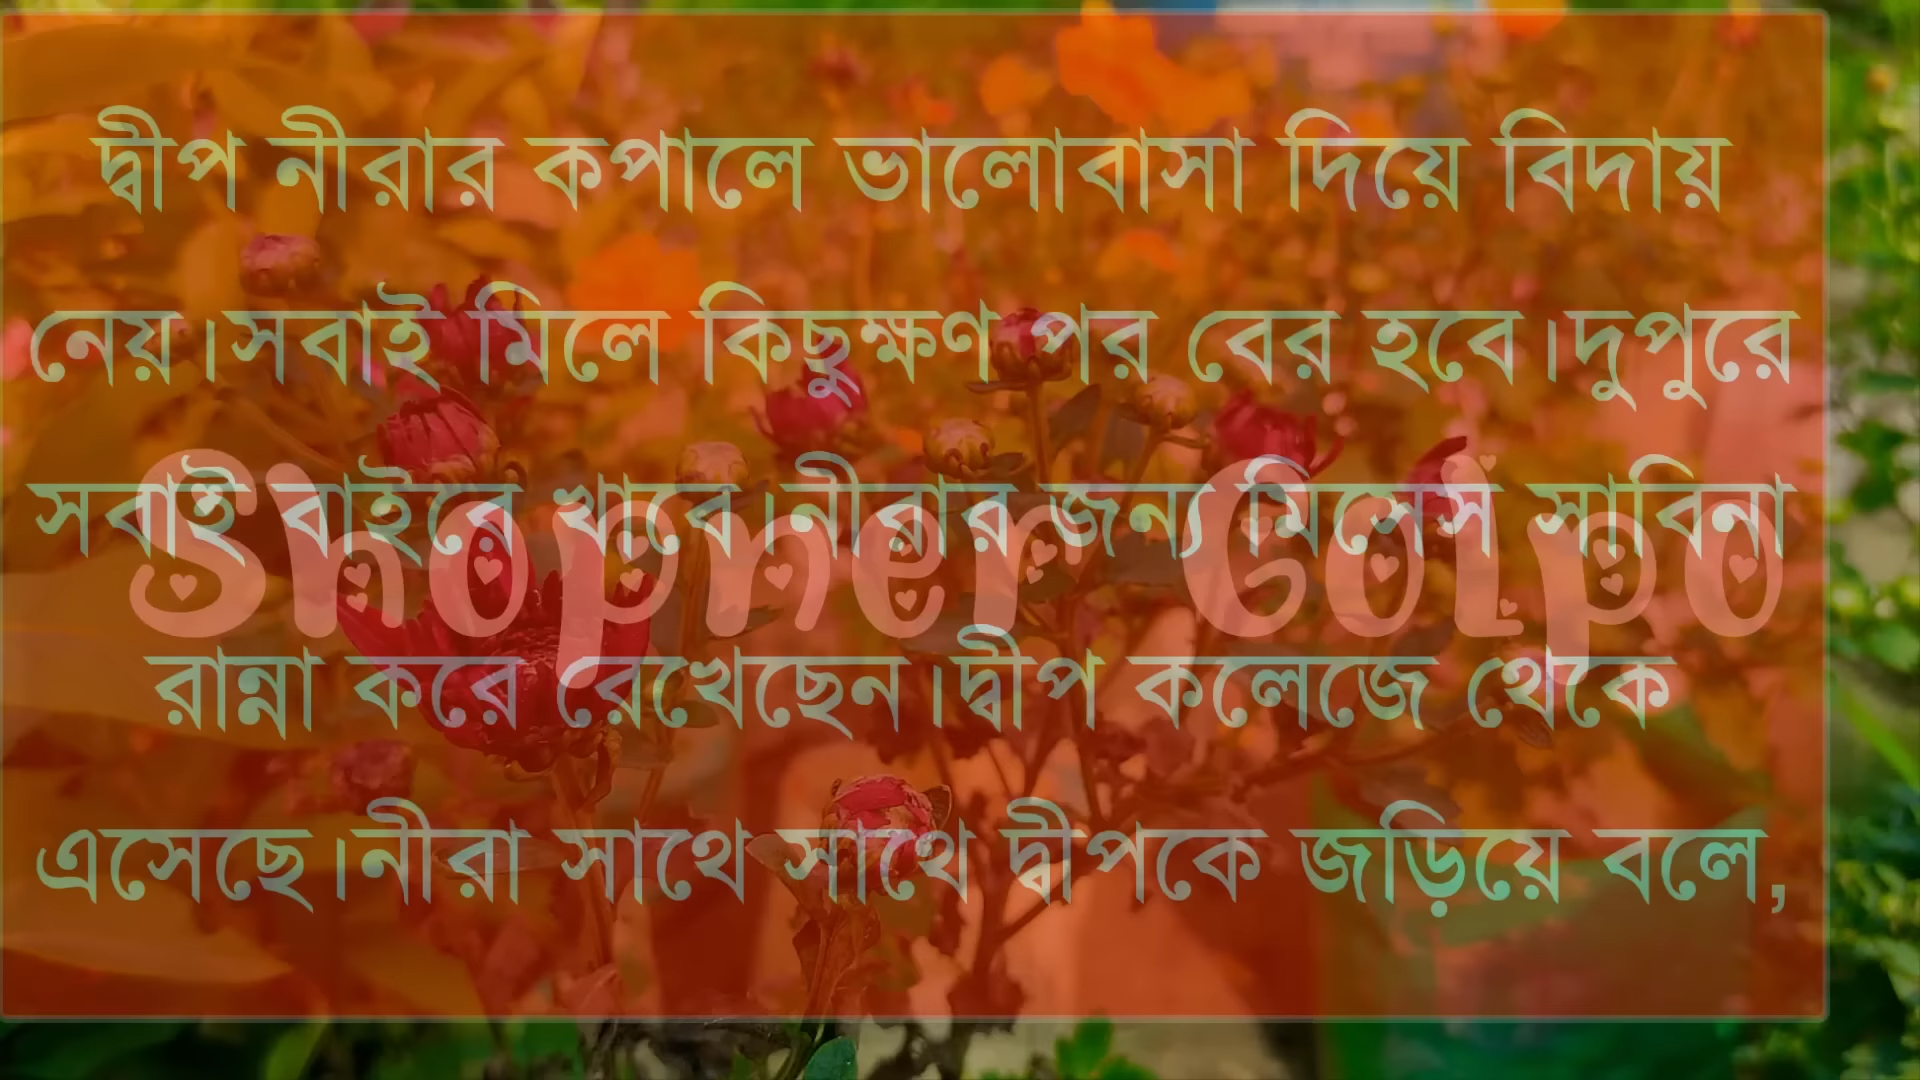 দ্বীপ নীরার কপালে ভালোবাসা দিয়ে বিদায়
নেয়।সবাই মিলে কিছুক্ষণ পর বের হবে।দুপুরে
সবাই বাইরে খাবে।নীরার জন্য মিসেস সাবিনা
Shopner Golpo
রান্না করে রেখেছেন।দ্বীপ কলেজে থেকে
এসেছে।নীরা সাথে সাথে দ্বীপকে জড়িয়ে বলে,